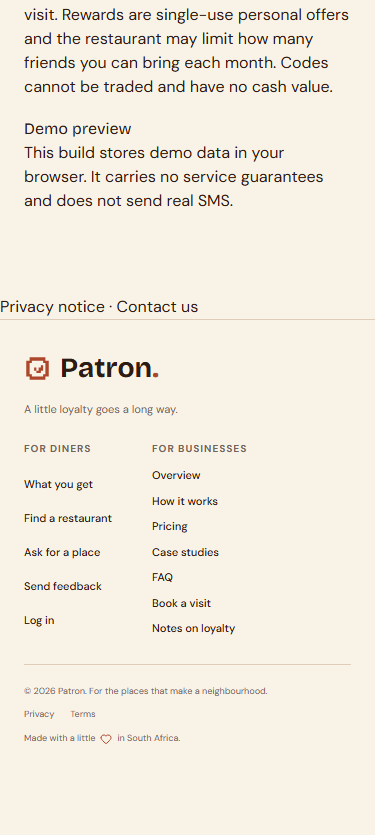 visit. Rewards are single-use personal offers
and the restaurant may limit how many
friends you can bring each month. Codes
cannot be traded and have no cash value.
Demo preview
This build stores demo data in your
browser. It carries no service guarantees
and does not send real SMS.
Privacy notice · Contact us
Patron.
A little loyalty goes a long way.
FOR DINERS
What you get
Find a restaurant
Ask for a place
Send feedback
Log in
FOR BUSINESSES
Overview
How it works
Pricing
Case studies
FAQ
Book a visit
Notes on loyalty
© 2026 Patron. For the places that make a neighbourhood.
Privacy Terms
Made with a little in South Africa.